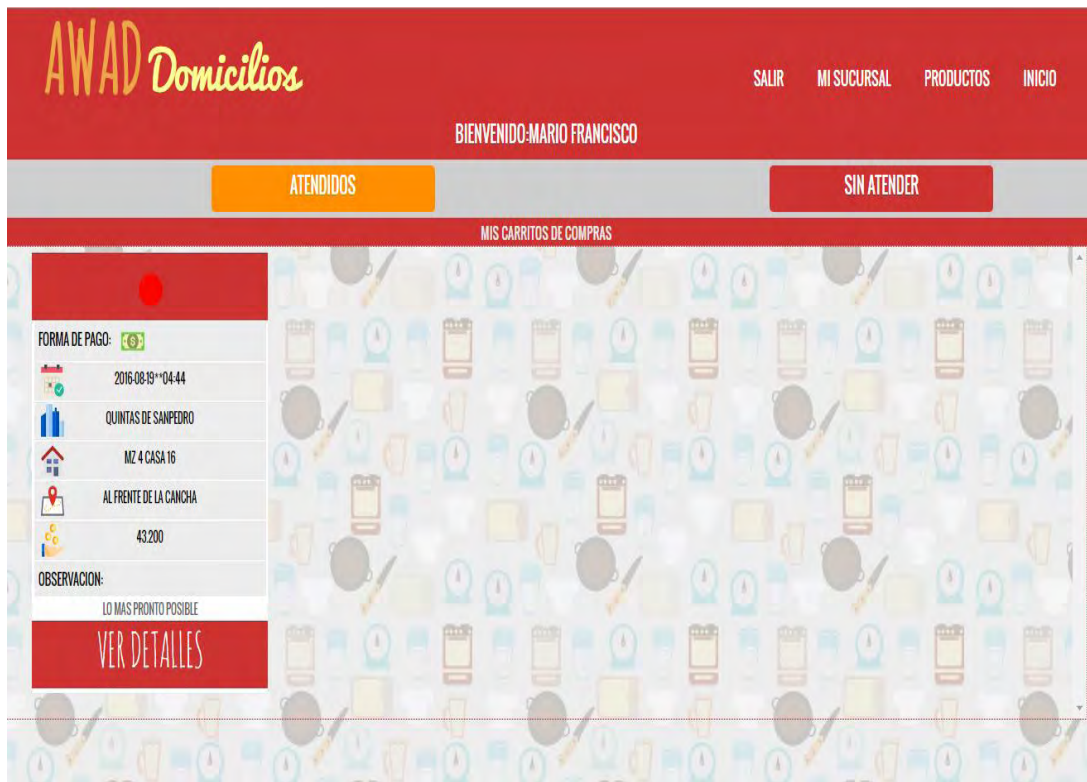 AWAD Domicilios
SALIR MI SUCURSAL PRODUCTOS INICIO
BIENVENIDO:MARIO FRANCISCO
ATENDIDOS SIN ATENDER
MIS CARRITOS DE COMPRAS
FORMA DE PAGO:
2016-08-19**04:44
QUINTAS DE SANPEDRO
MZ 4 CASA 16
AL FRENTE DE LA CANCHA
43.200
OBSERVACION:
LO MAS PRONTO POSIBLE
VER DETALLES